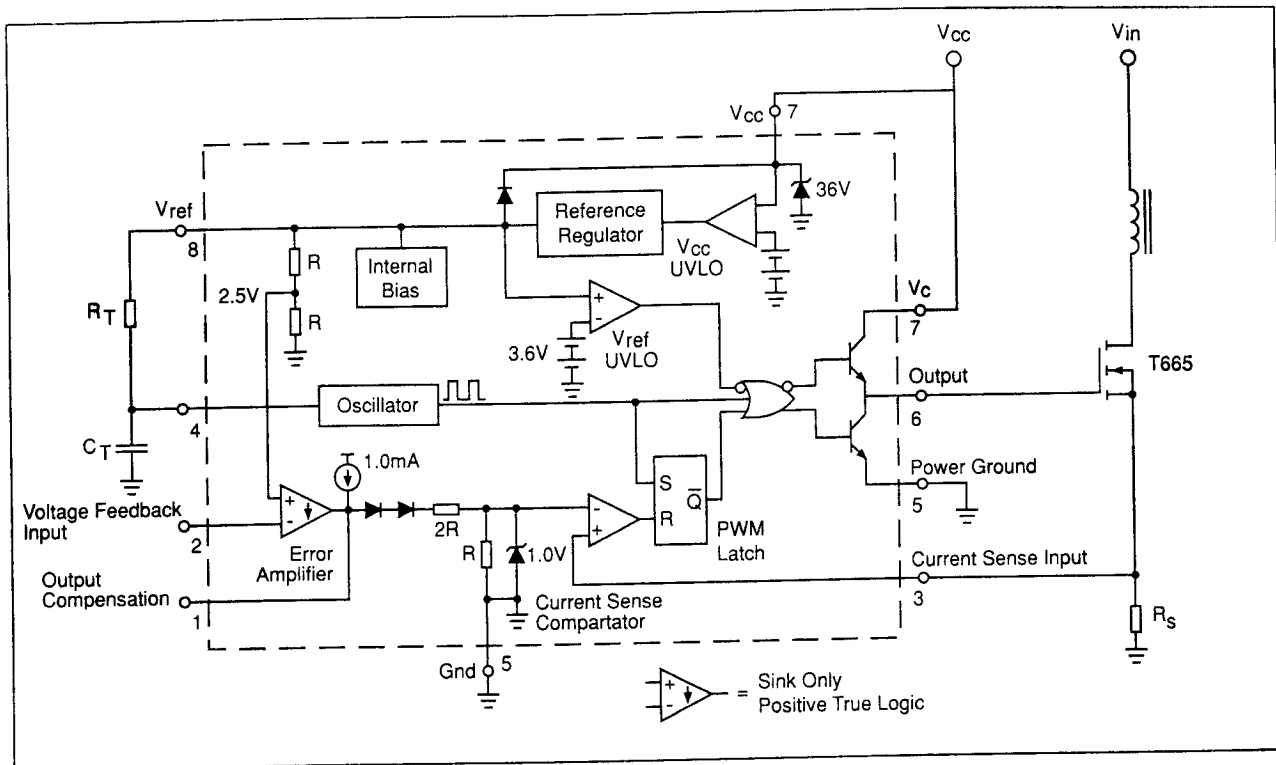 Vcc
Vin
Vcc 7
36V
Vref
8
Reference
Regulator
Vcc
UVLO
R
Internal
Bias
2.5V
R
RT
Vc
7
+
-
Vref
UVLO
3.6V
T665
Output
6
Oscillator
4
CT
1.0mA
Power Ground
5
S
Q
R
PWM
Latch
Voltage Feedback
Input
2
+
-
Error
Amplifier
2R
R
1.0V
-
+
Current Sense Input
3
Output
Compensation
1
Current Sense
Compartator
Rs
Gnd 5
+
-
= Sink Only
Positive True Logic